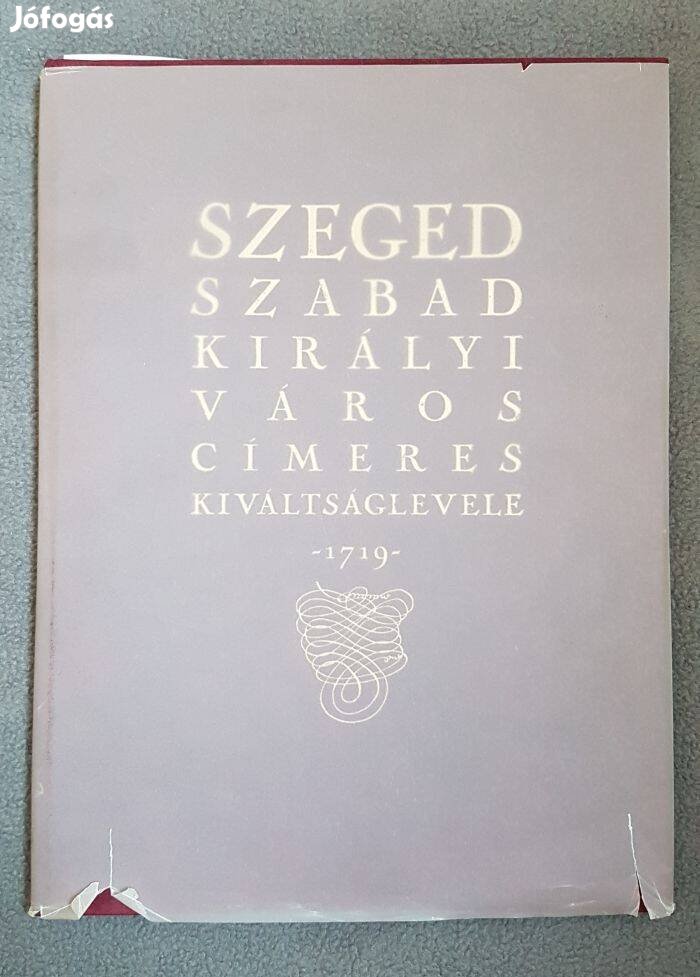 Jófogás
SZEGED
SZABAD
KIRÁLYI
VÁROS
CÍMERES
KIVÁLTSÁGLEVELE
-1719-